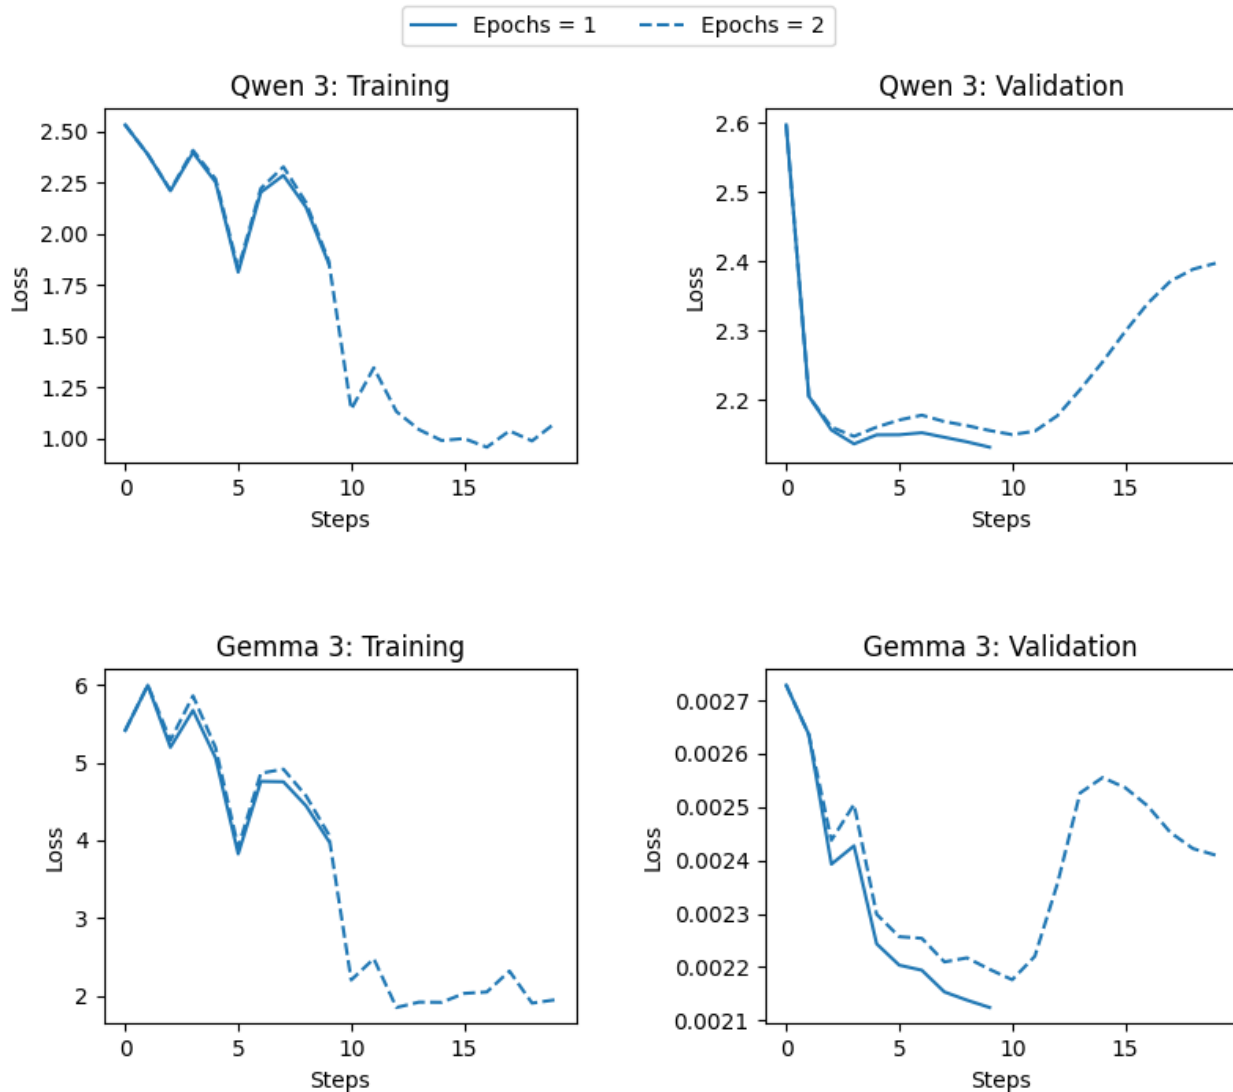 Epochs = 1 Epochs = 2
Qwen 3: Training
2.50
2.25
2.00
1.75
1.50
1.25
1.00
Loss
0 5 10 15
Steps
Qwen 3: Validation
2.6
2.5
2.4
2.3
2.2
Loss
0 5 10 15
Steps
Gemma 3: Training
6
5
4
3
2
Loss
0 5 10 15
Steps
Gemma 3: Validation
0.0027
0.0026
0.0025
0.0024
0.0023
0.0022
0.0021
Loss
0 5 10 15
Steps